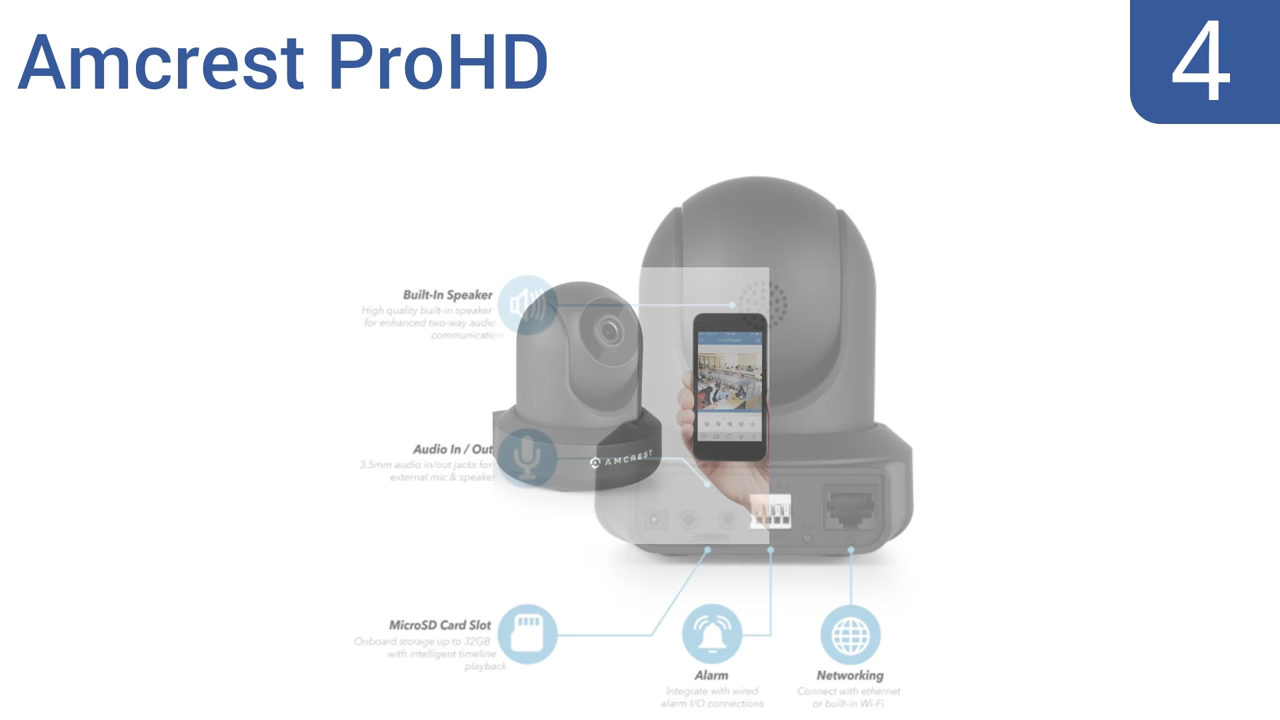 Amcrest ProHD
4
Built-In Speaker
High quality built-in speaker
for enhanced two-way audio
communication
AMCREST
Audio In / Out
3.5mm audio in/out jacks for
external mic & speaker
MicroSD Card Slot
Onboard storage up to 32GB
with intelligent timeline
playback
Alarm
Integrate with wired
alarm I/O connections
Networking
Connect with ethernet
or built-in Wi-Fi